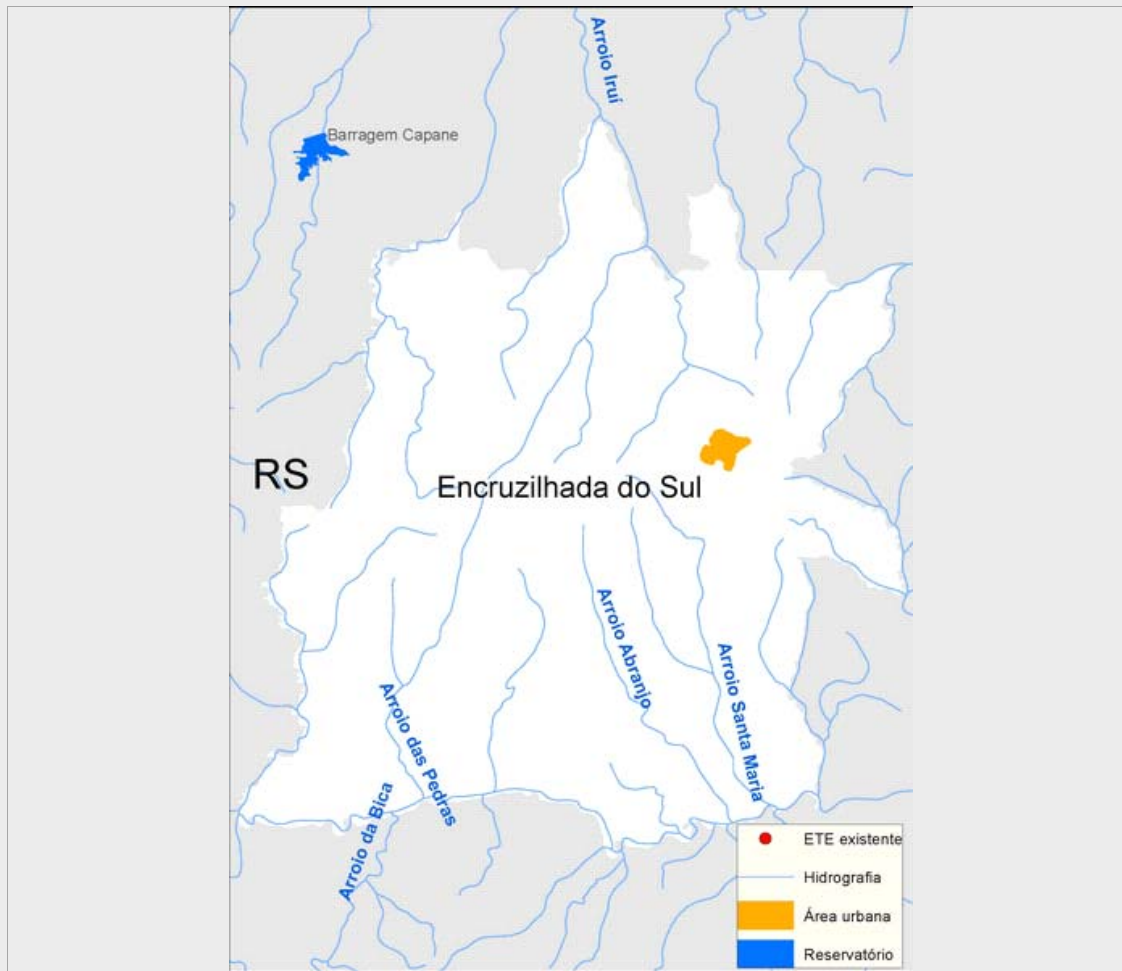 Arroio Iruí
Barragem Capane
RS
Encruzilhada do Sul
Arroio Abranjo
Arroio Santa Maria
Arroio das Pedras
Arroio da Bica
ETE existente
Hidrografia
Área urbana
Reservatório